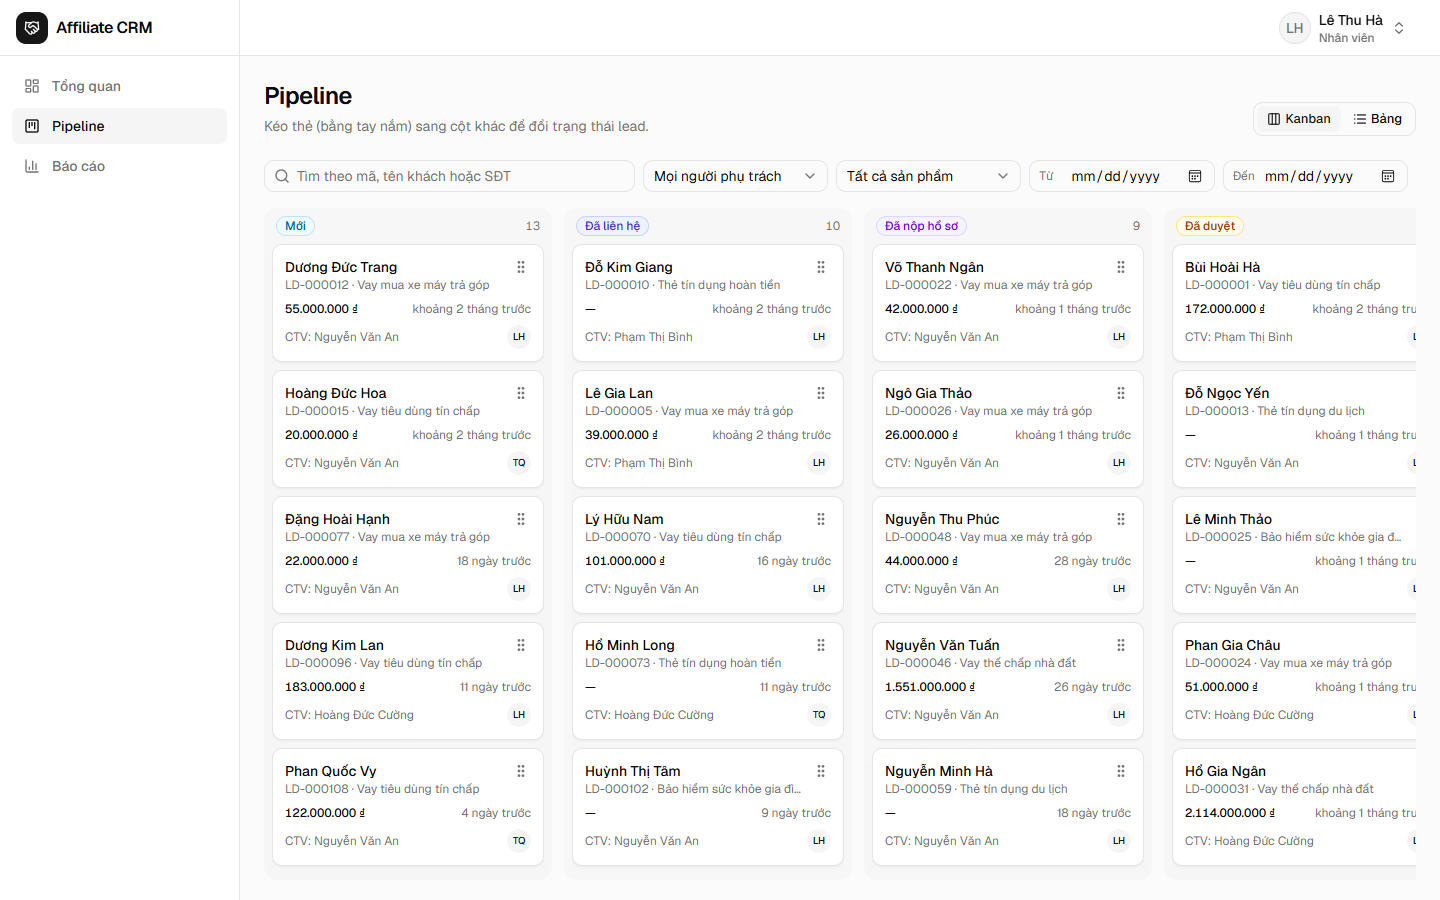 Affiliate CRM
LH
Lê Thu Hà
Nhân viên
Tổng quan
Pipeline
Báo cáo
Pipeline
Kéo thẻ (bằng tay nắm) sang cột khác để đổi trạng thái lead.
Kanban
Bảng
Tìm theo mã, tên khách hoặc SĐT
Mọi người phụ trách
Tất cả sản phẩm
Từ mm/dd/yyyy
Đến mm/dd/yyyy
Mới 13
Dương Đức Trang
LD-000012 · Vay mua xe máy trả góp
55.000.000 ₫ khoảng 2 tháng trước
CTV: Nguyễn Văn An LH
Hoàng Đức Hoa
LD-000015 · Vay tiêu dùng tín chấp
20.000.000 ₫ khoảng 2 tháng trước
CTV: Nguyễn Văn An TQ
Đặng Hoài Hạnh
LD-000077 · Vay mua xe máy trả góp
22.000.000 ₫ 18 ngày trước
CTV: Nguyễn Văn An LH
Dương Kim Lan
LD-000096 · Vay tiêu dùng tín chấp
183.000.000 ₫ 11 ngày trước
CTV: Hoàng Đức Cường LH
Phan Quốc Vy
LD-000108 · Vay tiêu dùng tín chấp
122.000.000 ₫ 4 ngày trước
CTV: Nguyễn Văn An TQ
Đã liên hệ 10
Đỗ Kim Giang
LD-000010 · Thẻ tín dụng hoàn tiền
— khoảng 2 tháng trước
CTV: Phạm Thị Bình LH
Lê Gia Lan
LD-000005 · Vay mua xe máy trả góp
39.000.000 ₫ khoảng 2 tháng trước
CTV: Phạm Thị Bình LH
Lý Hữu Nam
LD-000070 · Vay tiêu dùng tín chấp
101.000.000 ₫ 16 ngày trước
CTV: Nguyễn Văn An LH
Hồ Minh Long
LD-000073 · Thẻ tín dụng hoàn tiền
— 11 ngày trước
CTV: Hoàng Đức Cường TQ
Huỳnh Thị Tâm
LD-000102 · Bảo hiểm sức khỏe gia đì...
— 9 ngày trước
CTV: Nguyễn Văn An LH
Đã nộp hồ sơ 9
Võ Thanh Ngân
LD-000022 · Vay mua xe máy trả góp
42.000.000 ₫ khoảng 1 tháng trước
CTV: Nguyễn Văn An LH
Ngô Gia Thảo
LD-000026 · Vay mua xe máy trả góp
26.000.000 ₫ khoảng 1 tháng trước
CTV: Nguyễn Văn An LH
Nguyễn Thu Phúc
LD-000048 · Vay mua xe máy trả góp
44.000.000 ₫ 28 ngày trước
CTV: Nguyễn Văn An LH
Nguyễn Văn Tuấn
LD-000046 · Vay thế chấp nhà đất
1.551.000.000 ₫ 26 ngày trước
CTV: Nguyễn Văn An LH
Nguyễn Minh Hà
LD-000059 · Thẻ tín dụng du lịch
— 18 ngày trước
CTV: Nguyễn Văn An LH
Đã duyệt
Bùi Hoài Hà
LD-000001 · Vay tiêu dùng tín chấp
172.000.000 ₫ khoảng 2 tháng
CTV: Phạm Thị Bình
Đỗ Ngọc Yến
LD-000013 · Thẻ tín dụng du lịch
— khoảng 1 tháng
CTV: Nguyễn Văn An
Lê Minh Thảo
LD-000025 · Bảo hiểm sức khỏe gia đ...
— khoảng 1 tháng
CTV: Nguyễn Văn An
Phan Gia Châu
LD-000024 · Vay mua xe máy trả góp
51.000.000 ₫ khoảng 1 tháng
CTV: Hoàng Đức Cường
Hồ Gia Ngân
LD-000031 · Vay thế chấp nhà đất
2.114.000.000 ₫ khoảng 1 tháng
CTV: Hoàng Đức Cường